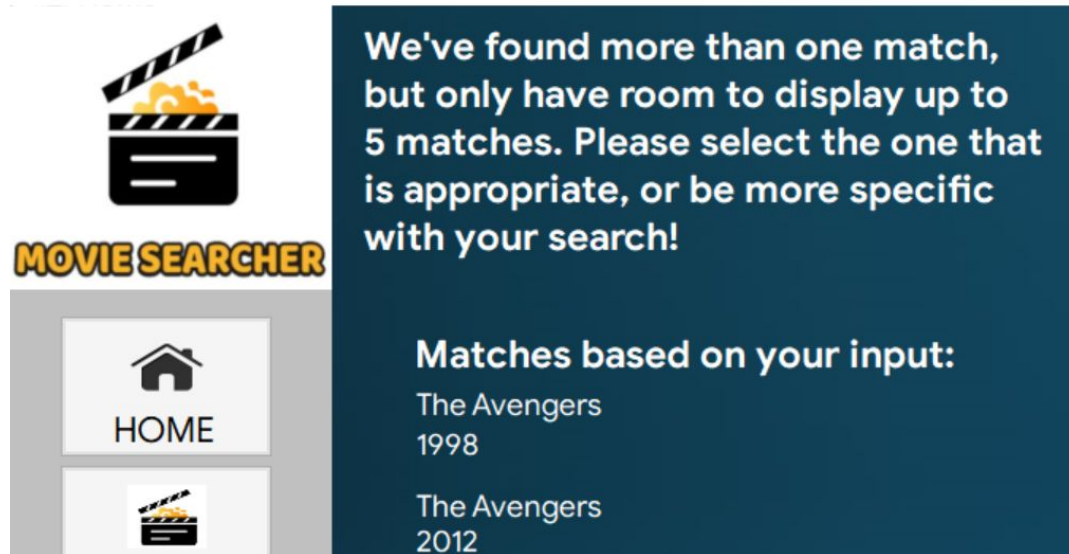 MOVIE SEARCHER
HOME
We've found more than one match,
but only have room to display up to
5 matches. Please select the one that
is appropriate, or be more specific
with your search!
Matches based on your input:
The Avengers
1998
The Avengers
2012